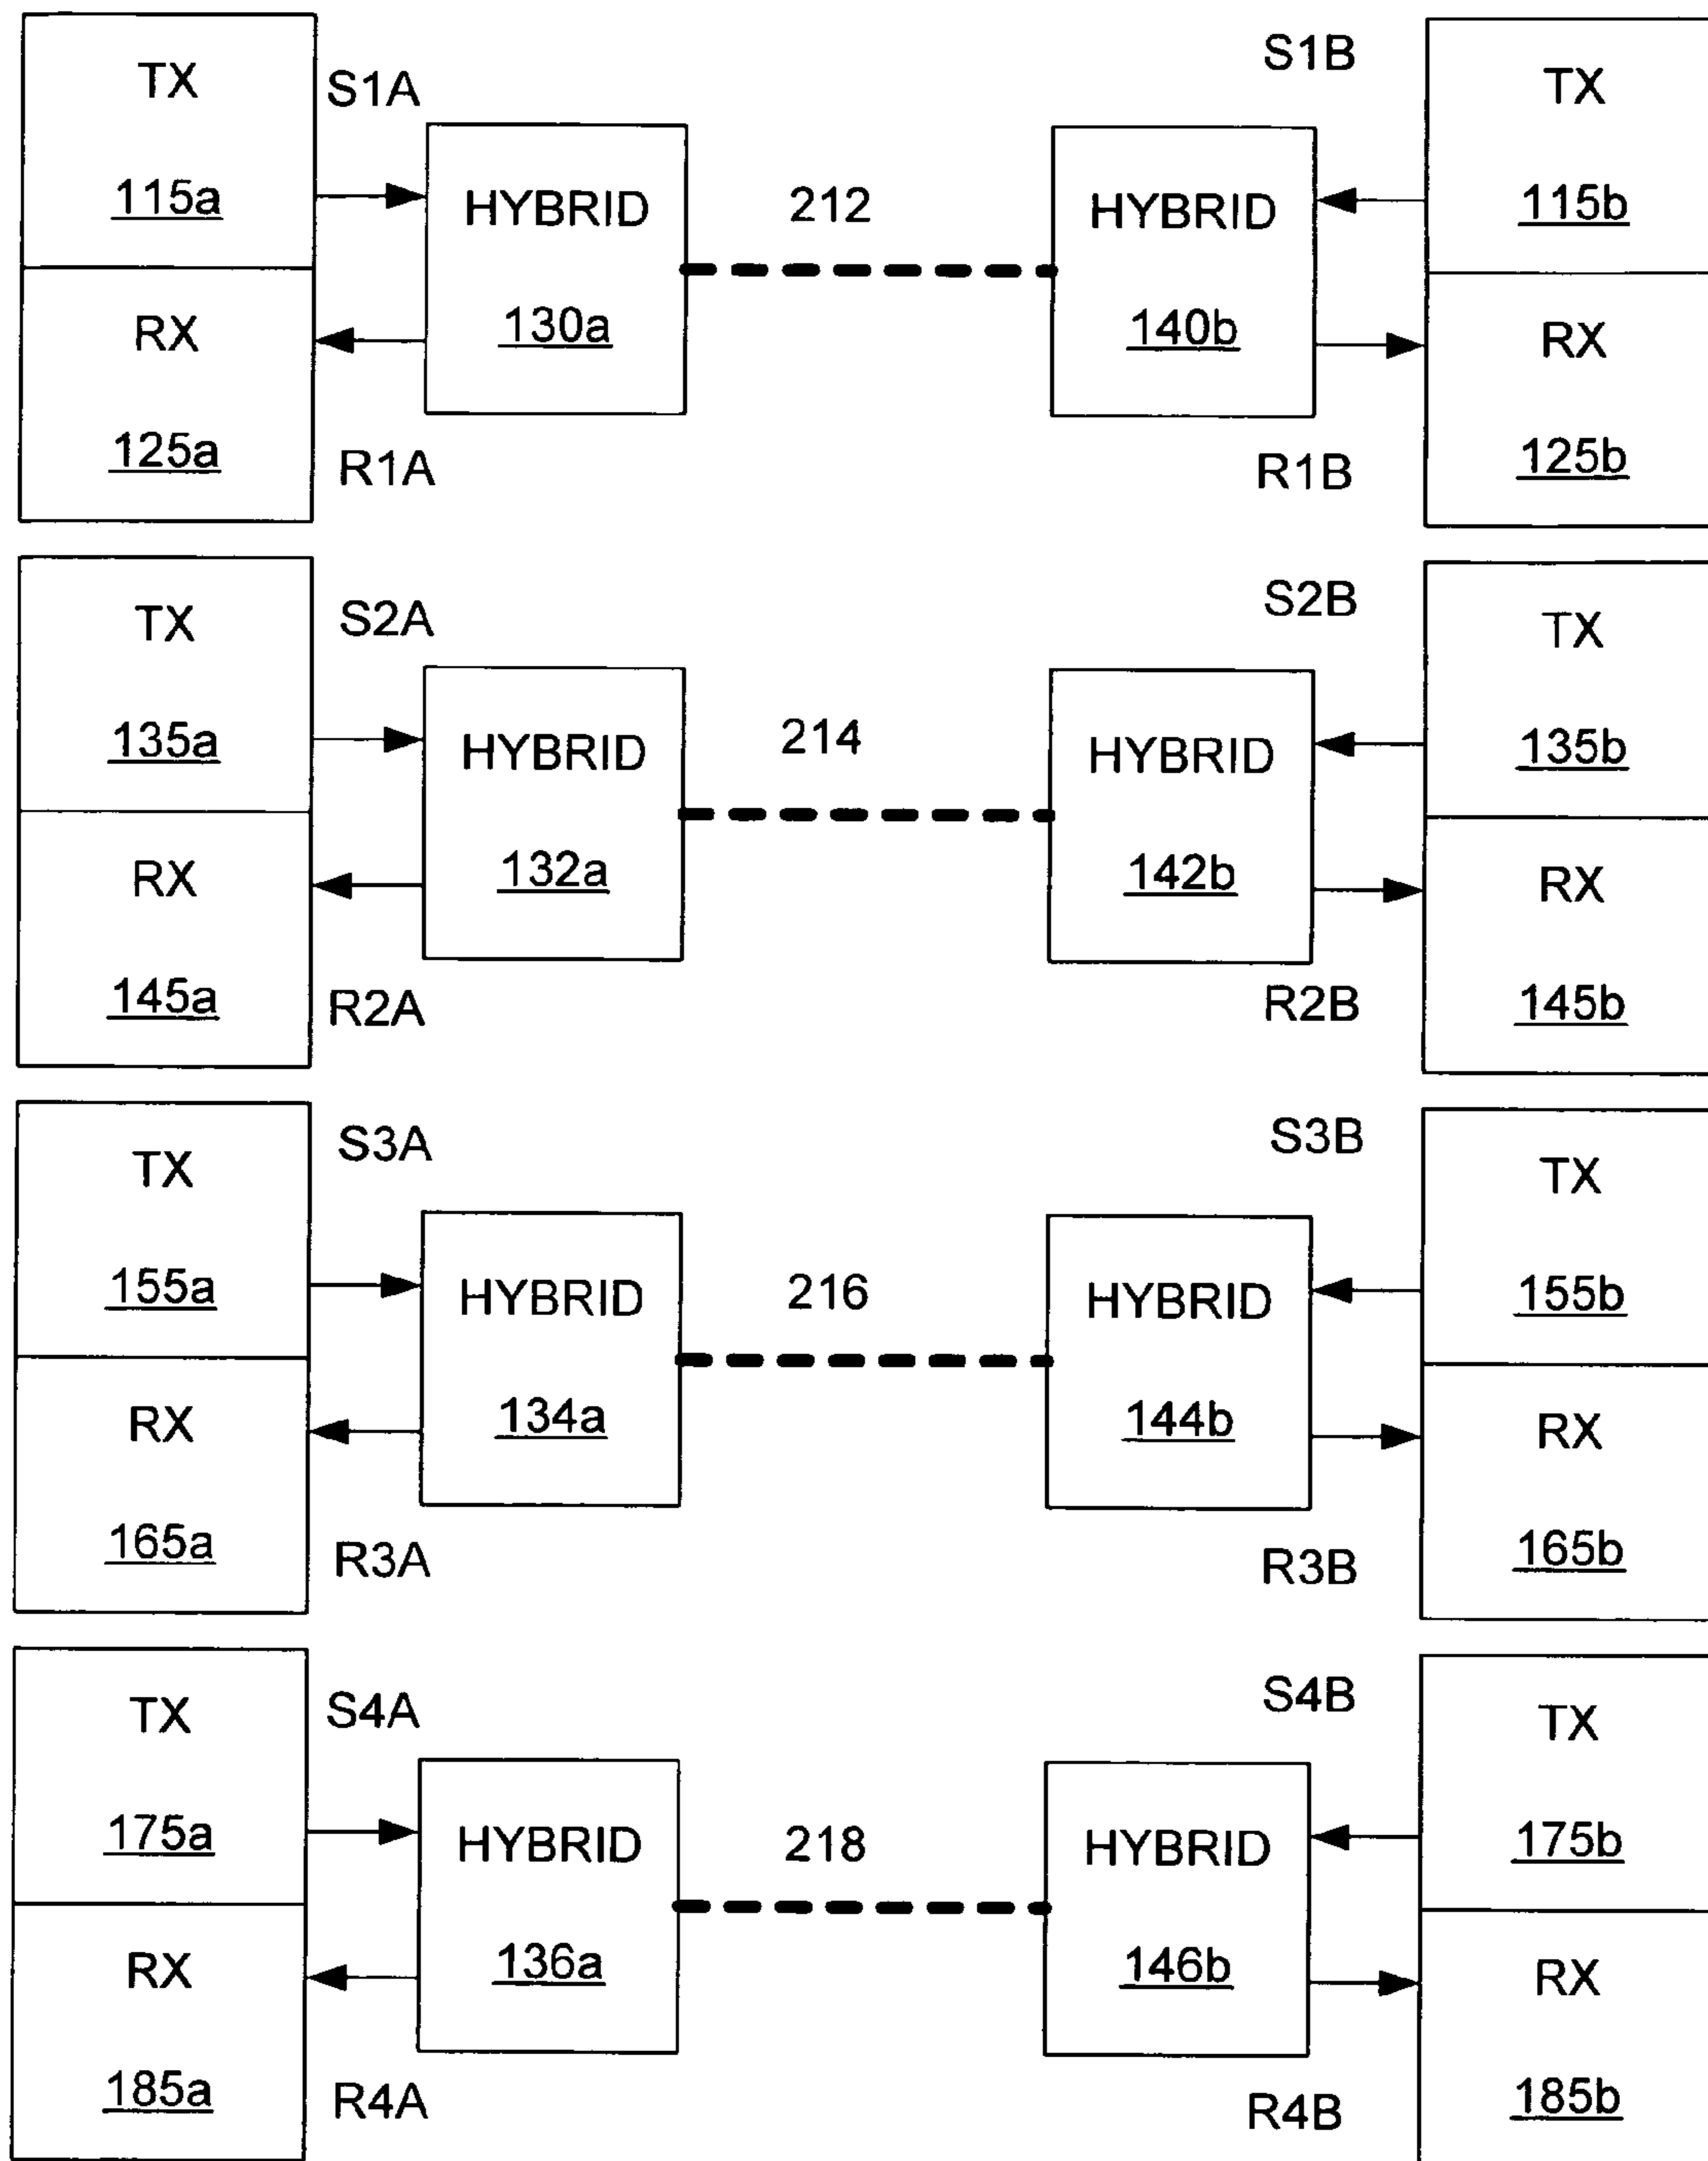 TX
115a
S1A
HYBRID
130a
RX
125a
R1A
212
S1B
HYBRID
140b
TX
115b
R1B
RX
125b
TX
135a
S2A
HYBRID
132a
RX
145a
R2A
214
S2B
HYBRID
142b
TX
135b
R2B
RX
145b
TX
155a
S3A
HYBRID
134a
RX
165a
R3A
216
S3B
HYBRID
144b
TX
155b
R3B
RX
165b
TX
175a
S4A
HYBRID
136a
RX
185a
R4A
218
S4B
HYBRID
146b
TX
175b
R4B
RX
185b